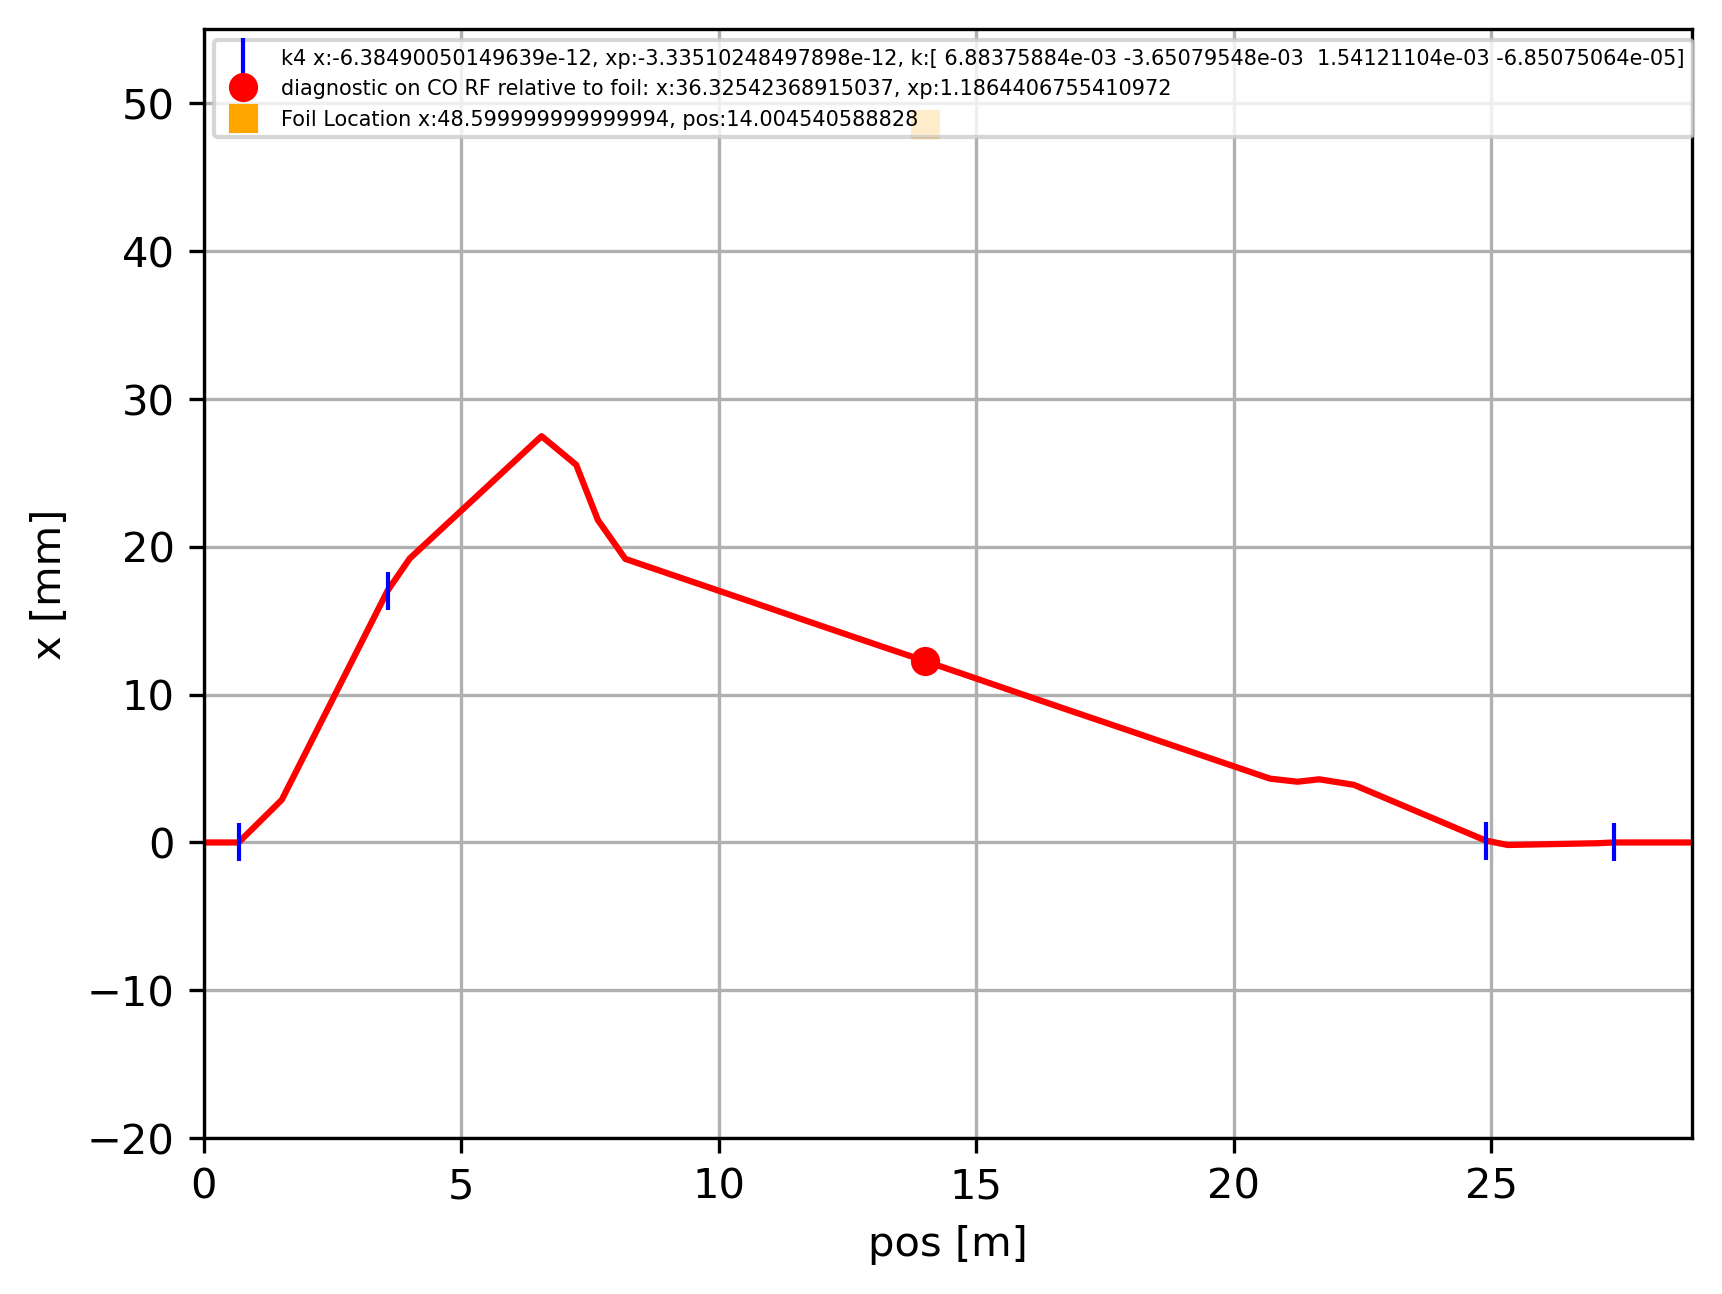 k4 x:-6.38490050149639e-12, xp:-3.33510248497898e-12, k:[ 6.88375884e-03 -3.65079548e-03  1.54121104e-03 -6.85075064e-05]
diagnostic on CO RF relative to foil: x:36.32542368915037, xp:1.1864406755410972
Foil Location x:48.599999999999994, pos:14.004540588828
50
40
30
20
10
0
−10
−20
x [mm]
0 5 10 15 20 25
pos [m]